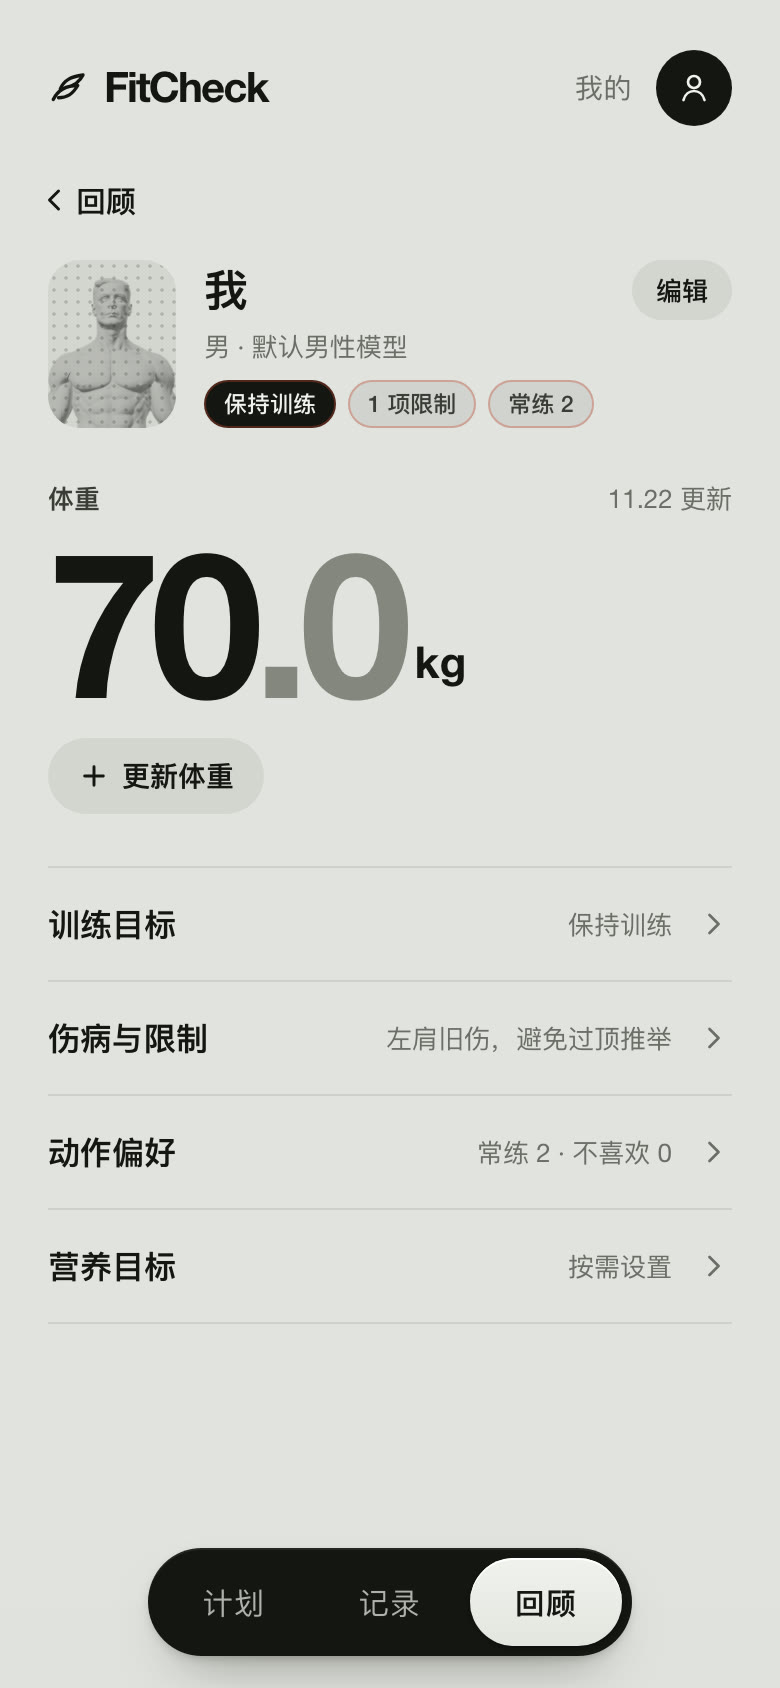 FitCheck
我的
回顾
我
编辑
男 · 默认男性模型
保持训练
1 项限制
常练 2
体重
11.22 更新
70.0kg
更新体重
训练目标
保持训练
伤病与限制
左肩旧伤，避免过顶推举
动作偏好
常练 2 · 不喜欢 0
营养目标
按需设置
计划
记录
回顾